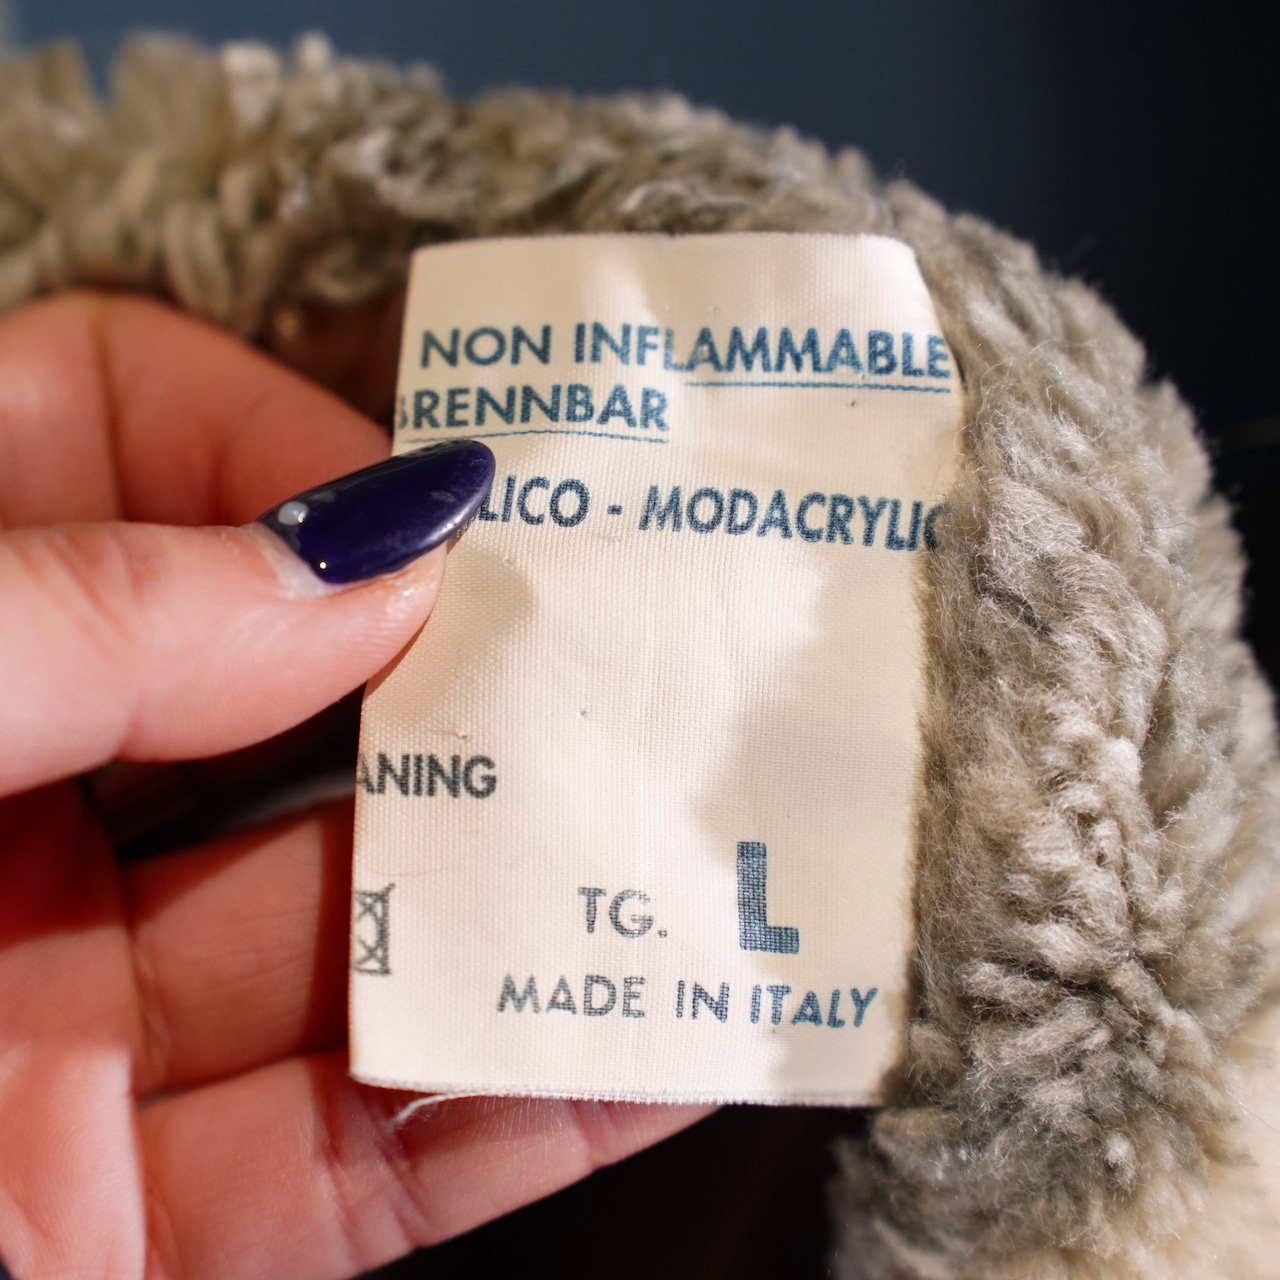 NON INFLAMMABLE
BRENNBAR
LICO - MODACRYLIC
ANING
TG. L
MADE IN ITALY